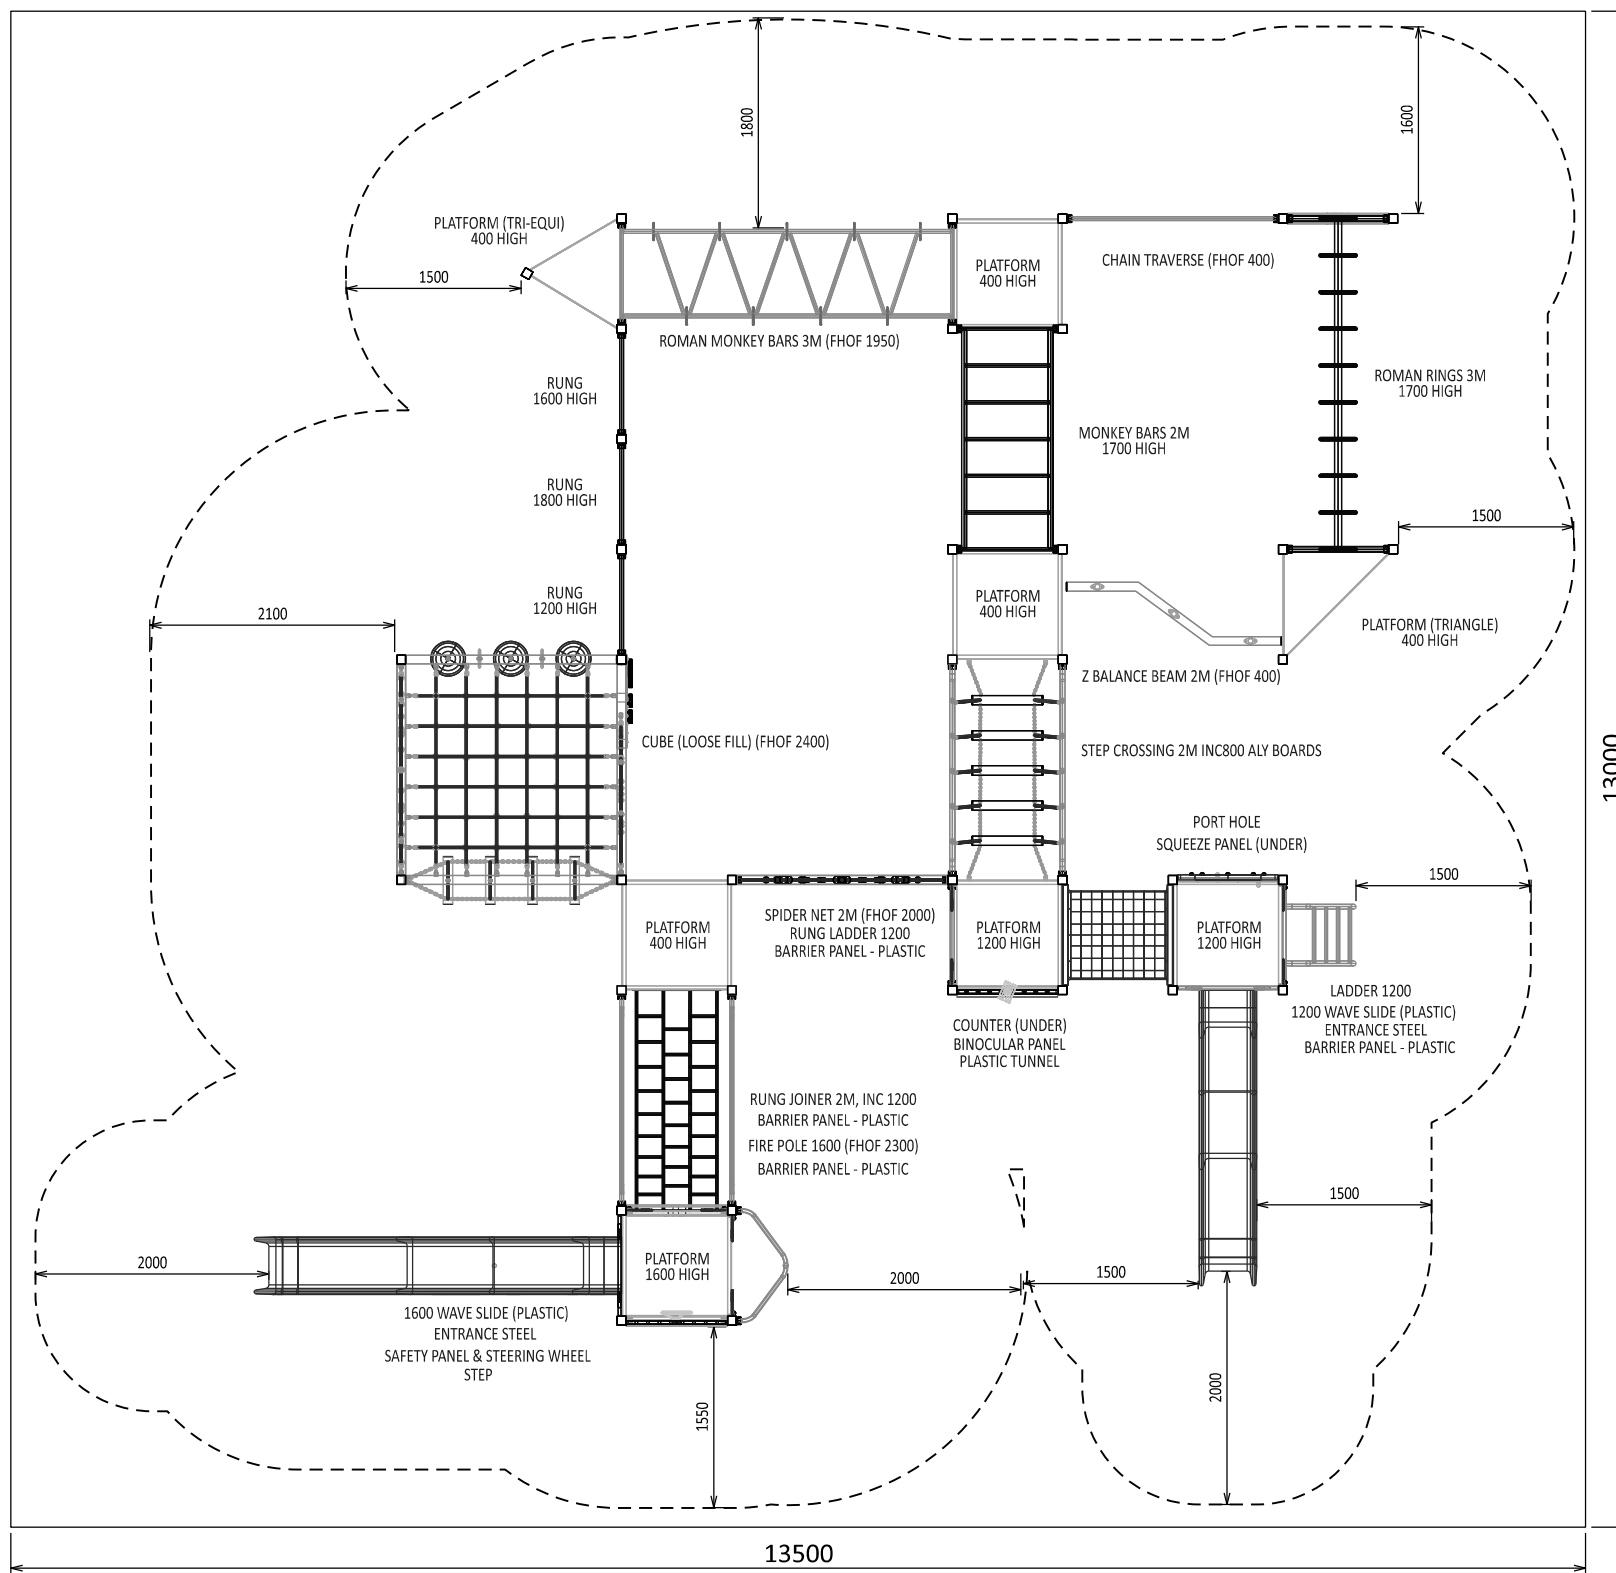 1800
1600
PLATFORM (TRI-EQUI)
400 HIGH
1500
PLATFORM
400 HIGH
CHAIN TRAVERSE (FHOF 400)
ROMAN MONKEY BARS 3M (FHOF 1950)
RUNG
1600 HIGH
ROMAN RINGS 3M
1700 HIGH
MONKEY BARS 2M
1700 HIGH
RUNG
1800 HIGH
1500
RUNG
1200 HIGH
PLATFORM
400 HIGH
2100
PLATFORM (TRIANGLE)
400 HIGH
Z BALANCE BEAM 2M (FHOF 400)
CUBE (LOOSE FILL) (FHOF 2400)
STEP CROSSING 2M INC800 ALY BOARDS
13000
PORT HOLE
SQUEEZE PANEL (UNDER)
1500
PLATFORM
400 HIGH
SPIDER NET 2M (FHOF 2000)
RUNG LADDER 1200
BARRIER PANEL - PLASTIC
PLATFORM
1200 HIGH
PLATFORM
1200 HIGH
LADDER 1200
1200 WAVE SLIDE (PLASTIC)
ENTRANCE STEEL
BARRIER PANEL - PLASTIC
COUNTER (UNDER)
BINOCULAR PANEL
PLASTIC TUNNEL
RUNG JOINER 2M, INC 1200
BARRIER PANEL - PLASTIC
FIRE POLE 1600 (FHOF 2300)
BARRIER PANEL - PLASTIC
1500
2000
PLATFORM
1600 HIGH
2000
1500
1600 WAVE SLIDE (PLASTIC)
ENTRANCE STEEL
SAFETY PANEL & STEERING WHEEL
STEP
1550
2000
13500